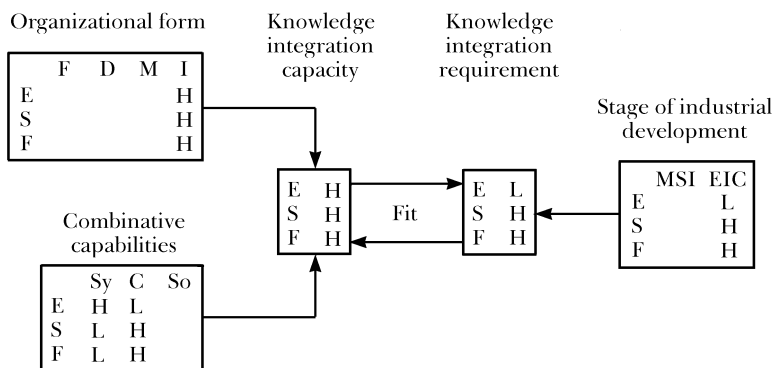 Organizational form
F D M I
E H
S H
F H
Knowledge
integration
capacity
Knowledge
integration
requirement
Stage of industrial
development
MSI EIC
E L
S H
F H
E H
S H
F H
Fit
E L
S H
F H
Combinative
capabilities
Sy C So
E H L
S L H
F L H